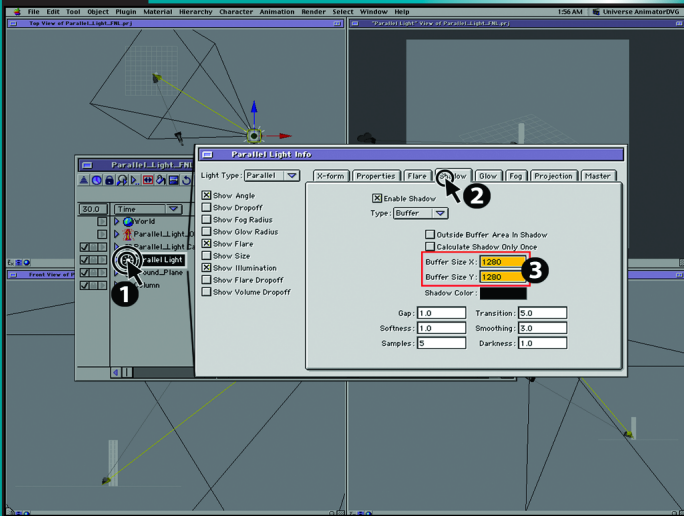 File Edit Tool Object Plugin Material Hierarchy Character Animation Render Select Window Help 1:56 AM Universe AnimatorDVG
Top View of Parallel_Light_FNL.prj
"Parallel Light" View of Parallel_Light_FNL.prj
Parallel_Light_FNL
30.0 Time
World
Parallel_Light_O
Parallel_Light Ca
Parallel Light
ound_Plane
lumn
1
Front View of P
Parallel Light Info
Light Type: Parallel
X-form Properties Flare Shadow Glow Fog Projection Master
2
Show Angle
Show Dropoff
Show Fog Radius
Show Glow Radius
Show Flare
Show Size
Show Illumination
Show Flare Dropoff
Show Volume Dropoff
Enable Shadow
Type: Buffer
Outside Buffer Area In Shadow
Calculate Shadow Only Once
Buffer Size X: 1280
Buffer Size Y: 1280
3
Shadow Color:
Gap: 1.0 Transition: 5.0
Softness: 1.0 Smoothing: 3.0
Samples: 5 Darkness: 1.0